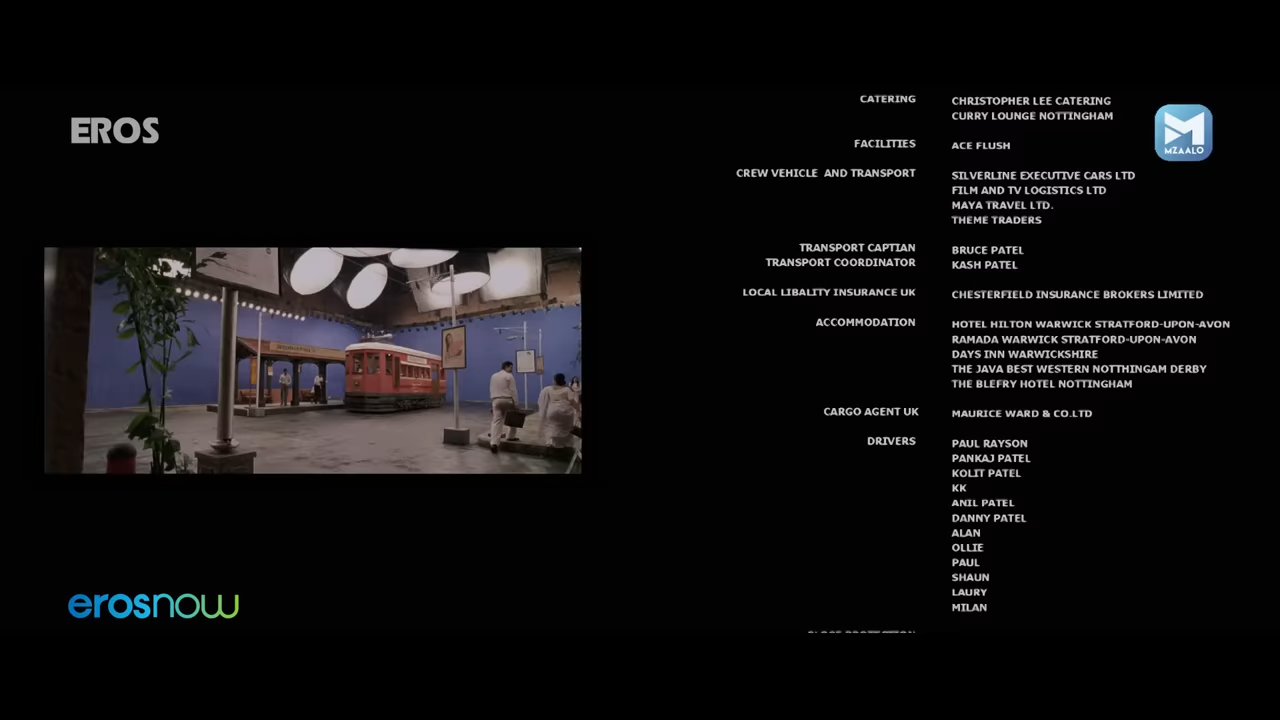 EROS
MZAALO
CATERING CHRISTOPHER LEE CATERING
CURRY LOUNGE NOTTINGHAM
FACILITIES ACE FLUSH
CREW VEHICLE AND TRANSPORT SILVERLINE EXECUTIVE CARS LTD
FILM AND TV LOGISTICS LTD
MAYA TRAVEL LTD.
THEME TRADERS
TRANSPORT CAPTIAN BRUCE PATEL
TRANSPORT COORDINATOR KASH PATEL
LOCAL LIBALITY INSURANCE UK CHESTERFIELD INSURANCE BROKERS LIMITED
ACCOMMODATION HOTEL HILTON WARWICK STRATFORD-UPON-AVON
RAMADA WARWICK STRATFORD-UPON-AVON
DAYS INN WARWICKSHIRE
THE JAVA BEST WESTERN NOTTHINGAM DERBY
THE BLEFRY HOTEL NOTTINGHAM
CARGO AGENT UK MAURICE WARD & CO.LTD
DRIVERS PAUL RAYSON
PANKAJ PATEL
KOLIT PATEL
KK
ANIL PATEL
DANNY PATEL
ALAN
OLLIE
PAUL
SHAUN
LAURY
MILAN
erosnow